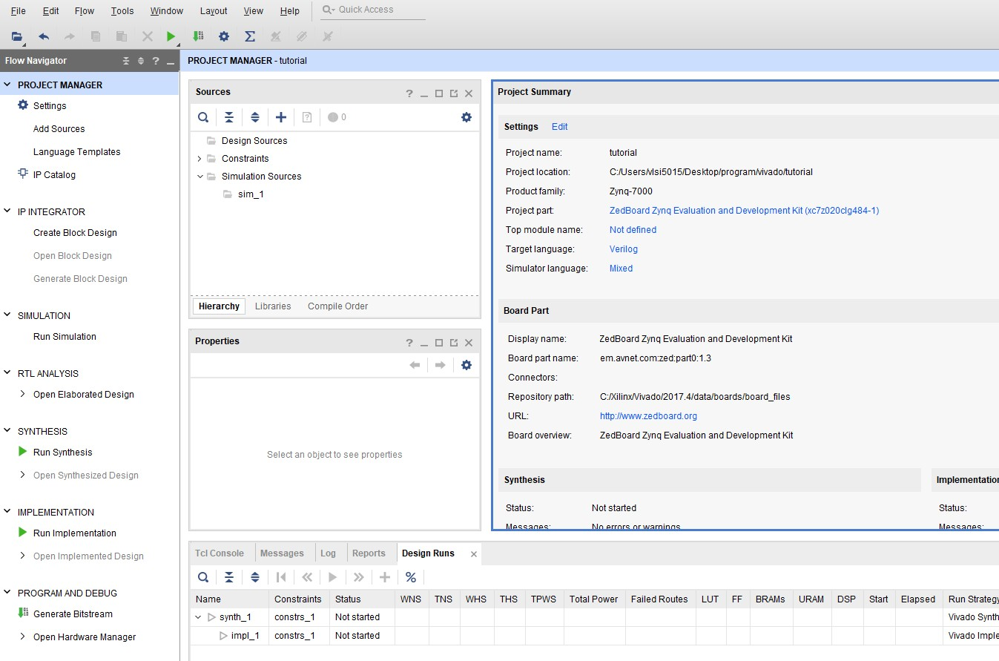 File Edit Flow Tools Window Layout View Help Quick Access
Flow Navigator ?
PROJECT MANAGER - tutorial
PROJECT MANAGER
Settings
Add Sources
Language Templates
IP Catalog
IP INTEGRATOR
Create Block Design
Open Block Design
Generate Block Design
SIMULATION
Run Simulation
RTL ANALYSIS
Open Elaborated Design
SYNTHESIS
Run Synthesis
Open Synthesized Design
IMPLEMENTATION
Run Implementation
Open Implemented Design
PROGRAM AND DEBUG
Generate Bitstream
Open Hardware Manager
Sources ?
? 0
Design Sources
Constraints
Simulation Sources
sim_1
Hierarchy Libraries Compile Order
Properties ?
Select an object to see properties
Project Summary
Settings Edit
Project name: tutorial
Project location: C:/Users/vlsi5015/Desktop/program/vivado/tutorial
Product family: Zynq-7000
Project part: ZedBoard Zynq Evaluation and Development Kit (xc7z020clg484-1)
Top module name: Not defined
Target language: Verilog
Simulator language: Mixed
Board Part
Display name: ZedBoard Zynq Evaluation and Development Kit
Board part name: em.avnet.com:zed:part0:1.3
Connectors:
Repository path: C:/Xilinx/Vivado/2017.4/data/boards/board_files
URL: http://www.zedboard.org
Board overview: ZedBoard Zynq Evaluation and Development Kit
Synthesis Implementation
Status: Not started Status:
Messages: No errors or warnings Messages:
Tcl Console Messages Log Reports Design Runs
%
Name Constraints Status WNS TNS WHS THS TPWS Total Power Failed Routes LUT FF BRAMs URAM DSP Start Elapsed Run Strategy
synth_1 constrs_1 Not started Vivado Synth
impl_1 constrs_1 Not started Vivado Imple